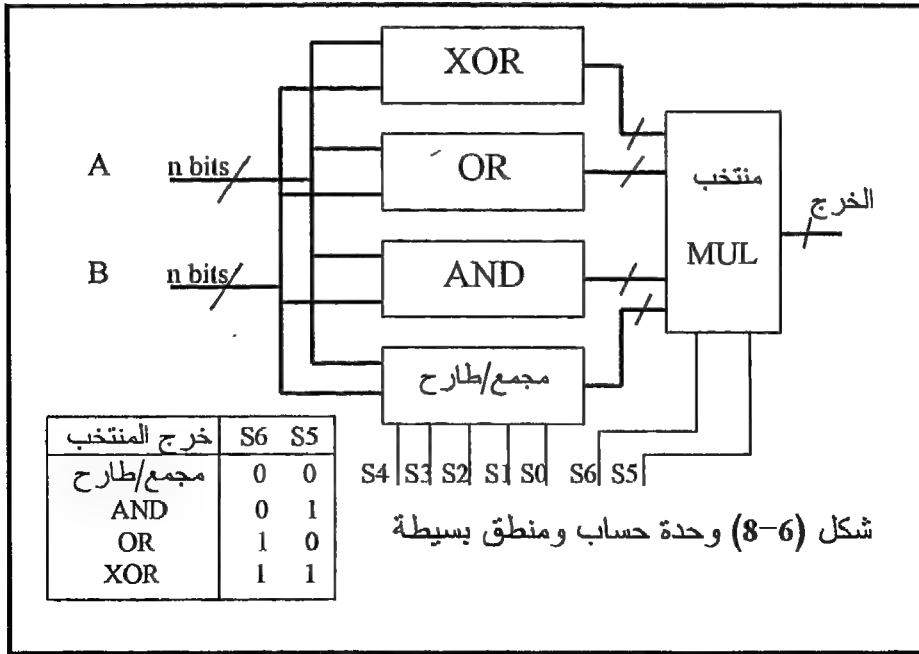 XOR
A n bits
OR
منتخب
MUL
الخرج
B n bits
AND
مجمع/طارح
S4 S3 S2 S1 S0 S6 S5
خرج المنتخب S6 S5
مجمع/طارح 0 0
AND 0 1
OR 1 0
XOR 1 1
شكل (6-8) وحدة حساب ومنطق بسيطة